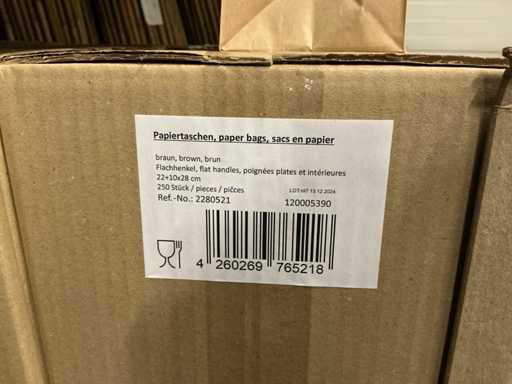 Papiertaschen, paper bags, sacs en papier
braun, brown, brun
Flachhenkel, flat handles, poignées plates et intérieures
22+10x28 cm
250 Stück / pieces / pièces
LOT-HIT 13 12 2024
Ref.-No.: 2280521
120005390
4 260269 765218